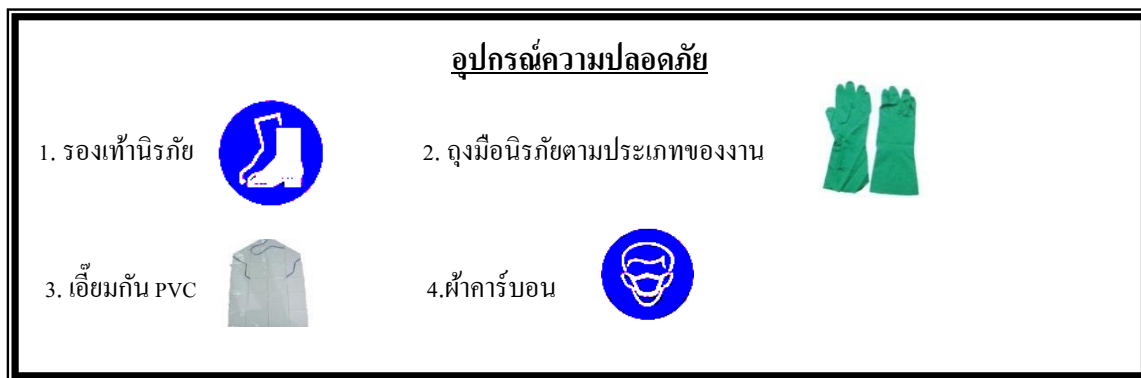 อุปกรณ์ความปลอดภัย
1. รองเท้านิรภัย
2. ถุงมือนิรภัยตามประเภทของงาน
3. เอี๊ยมกัน PVC
4.ผ้าคาร์บอน